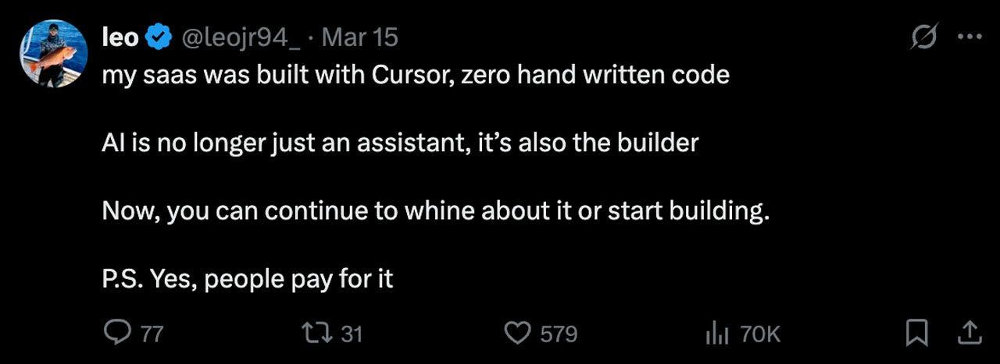 leo @leojr94_ · Mar 15
my saas was built with Cursor, zero hand written code
AI is no longer just an assistant, it’s also the builder
Now, you can continue to whine about it or start building.
P.S. Yes, people pay for it
77 31 579 70K